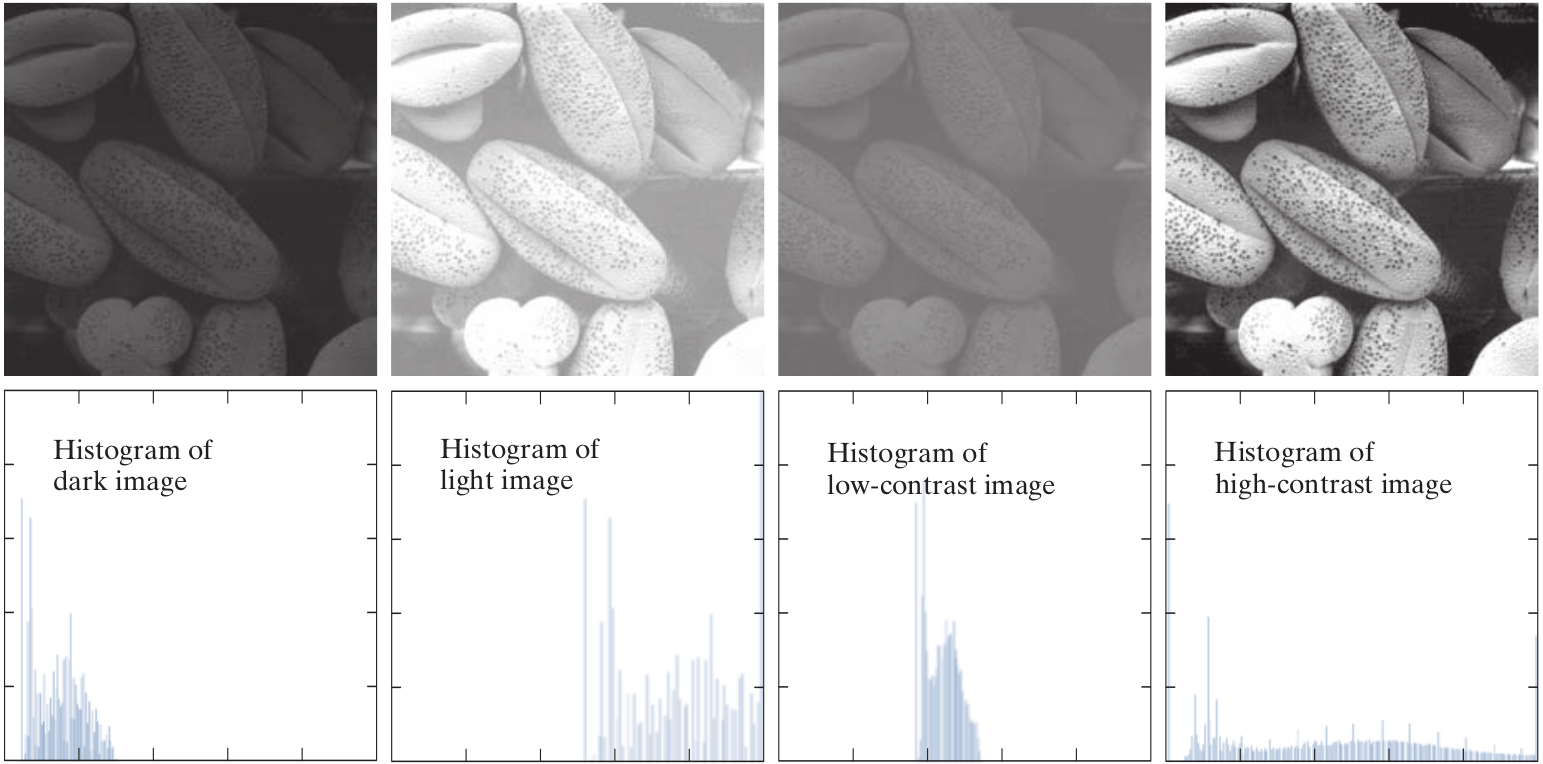 Histogram of
dark image
Histogram of
light image
Histogram of
low-contrast image
Histogram of
high-contrast image